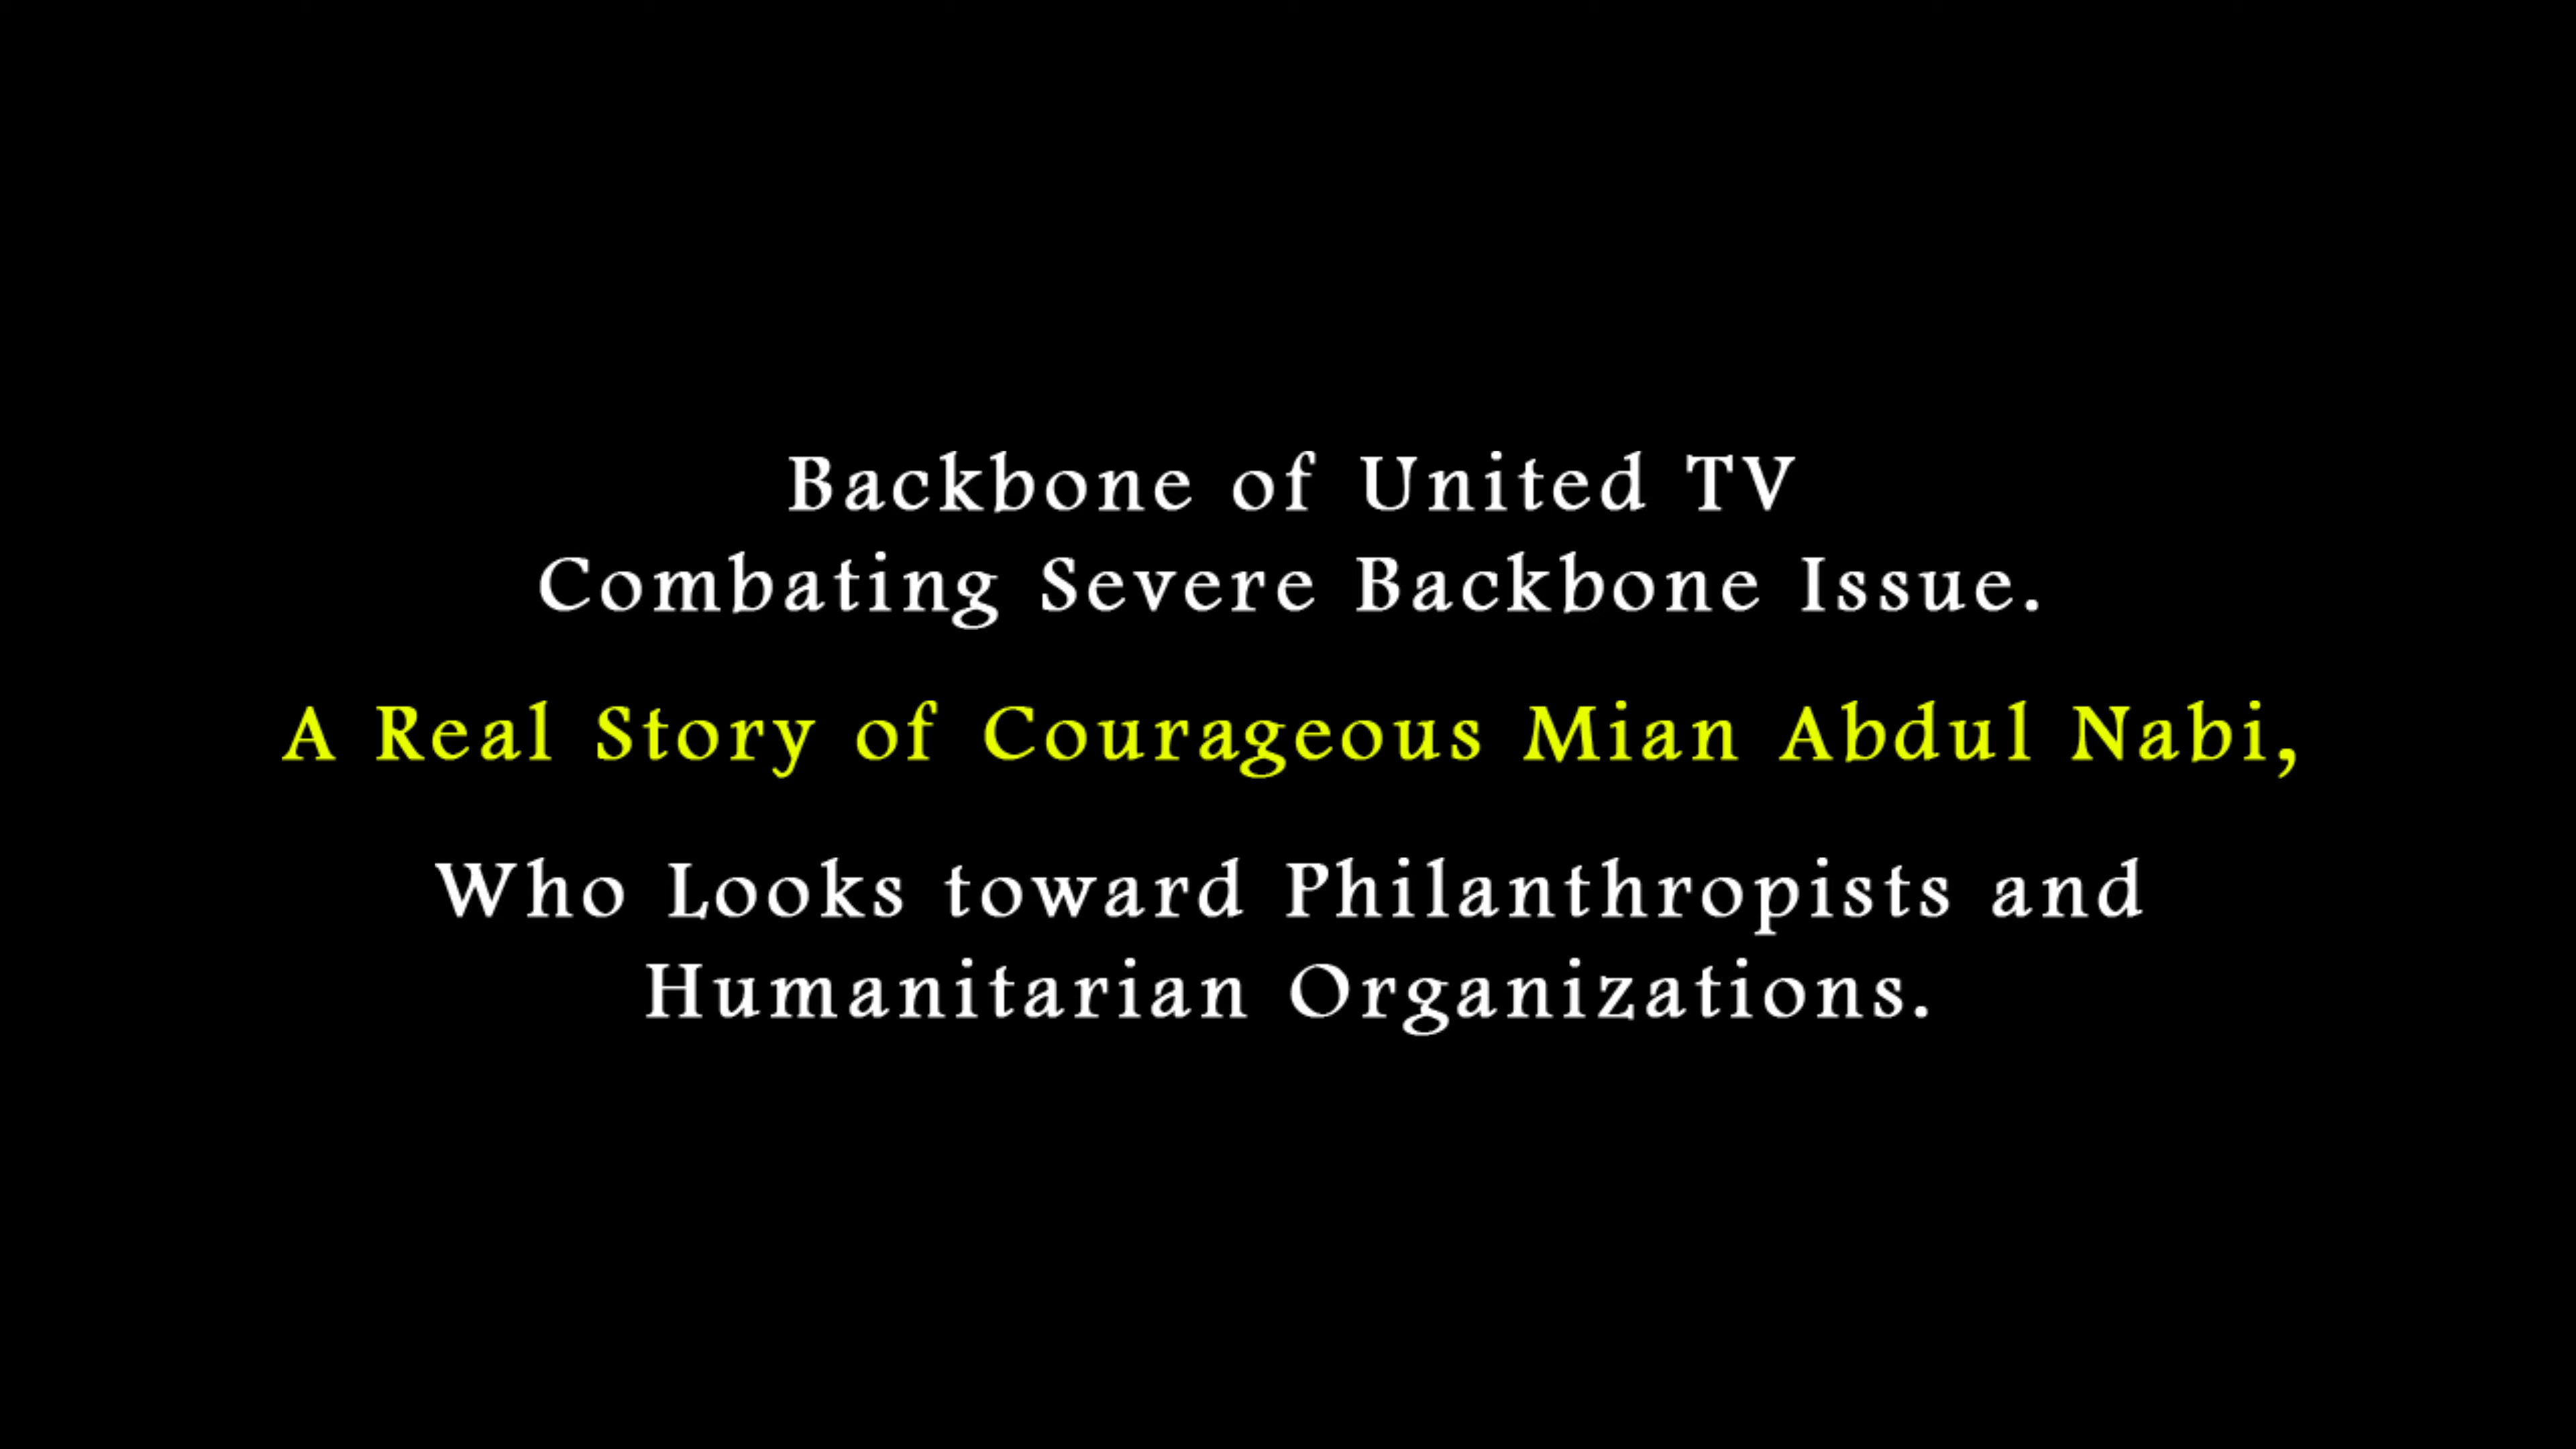 Backbone of United TV
Combating Severe Backbone Issue.
A Real Story of Courageous Mian Abdul Nabi,
Who Looks toward Philanthropists and
Humanitarian Organizations.